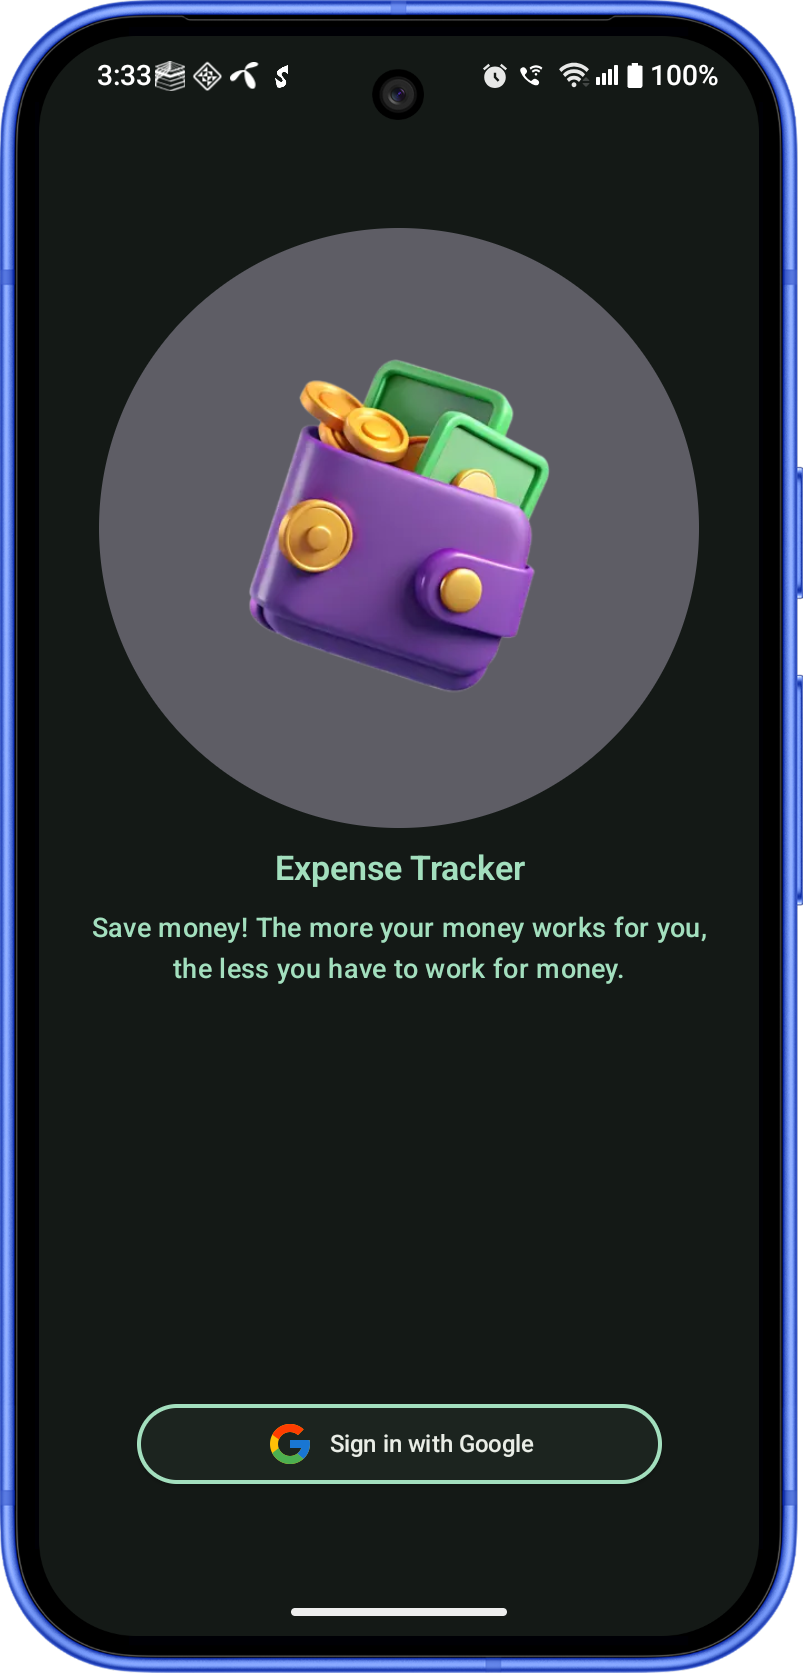 3:33
100%
Expense Tracker
Save money! The more your money works for you,
the less you have to work for money.
Sign in with Google